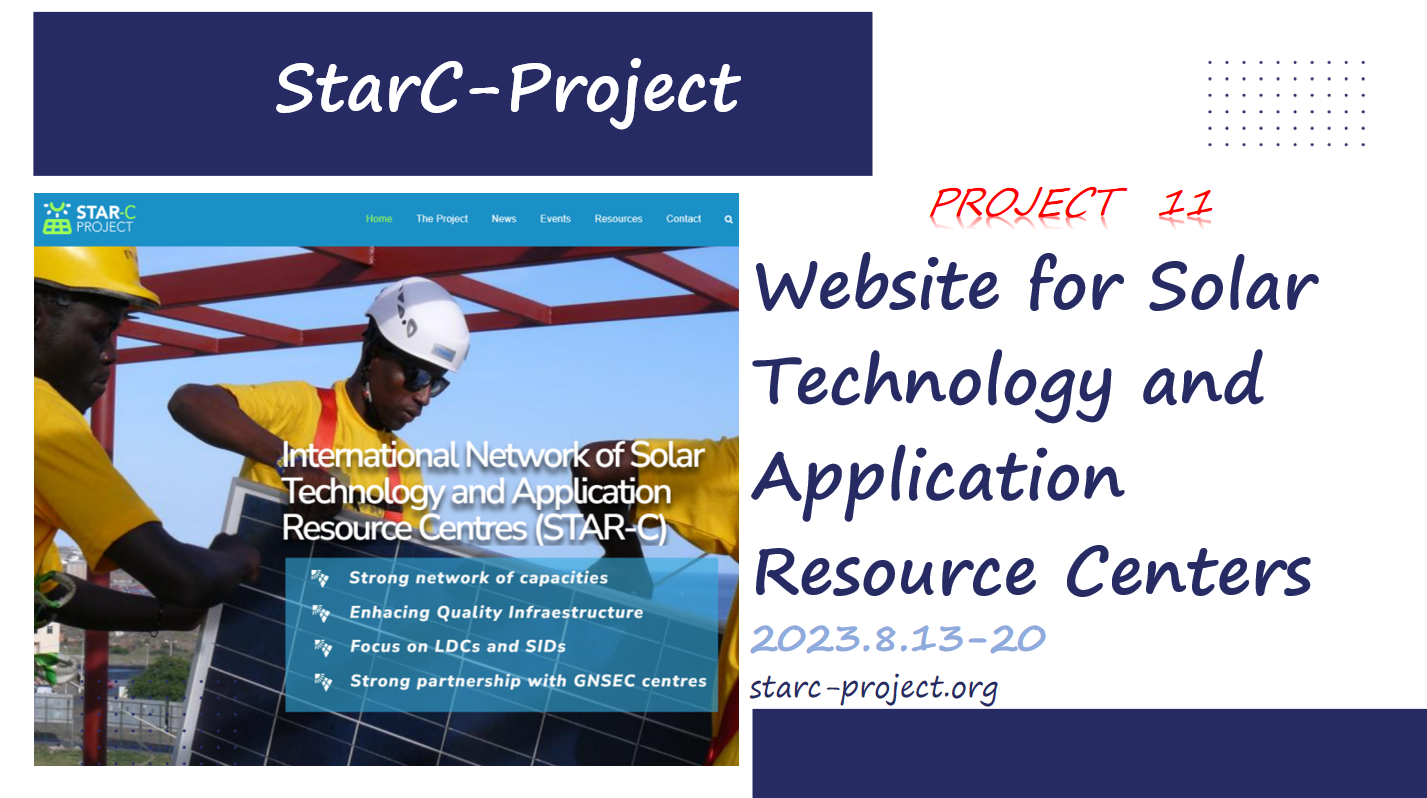 StarC-Project
STAR-C
PROJECT
Home The Project News Events Resources Contact
International Network of Solar
Technology and Application
Resource Centres (STAR-C)
Strong network of capacities
Enhacing Quality Infraestructure
Focus on LDCs and SIDs
Strong partnership with GNSEC centres
PROJECT 11
Website for Solar
Technology and
Application
Resource Centers
2023.8.13-20
starc-project.org